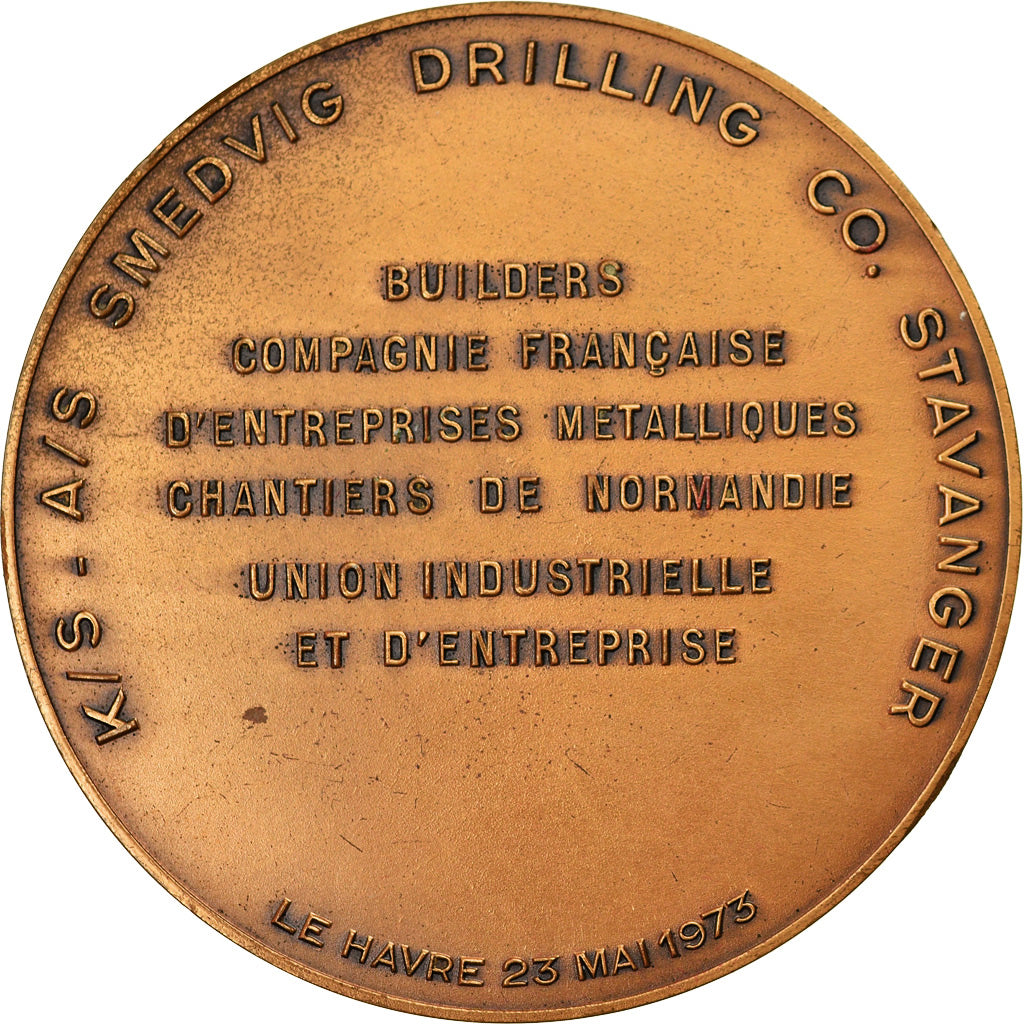 K/S - A/S SMEDVIG DRILLING CO. STAVANGER
BUILDERS
COMPAGNIE FRANÇAISE
D'ENTREPRISES METALLIQUES
CHANTIERS DE NORMANDIE
UNION INDUSTRIELLE
ET D'ENTREPRISE
LE HAVRE 23 MAI 1973